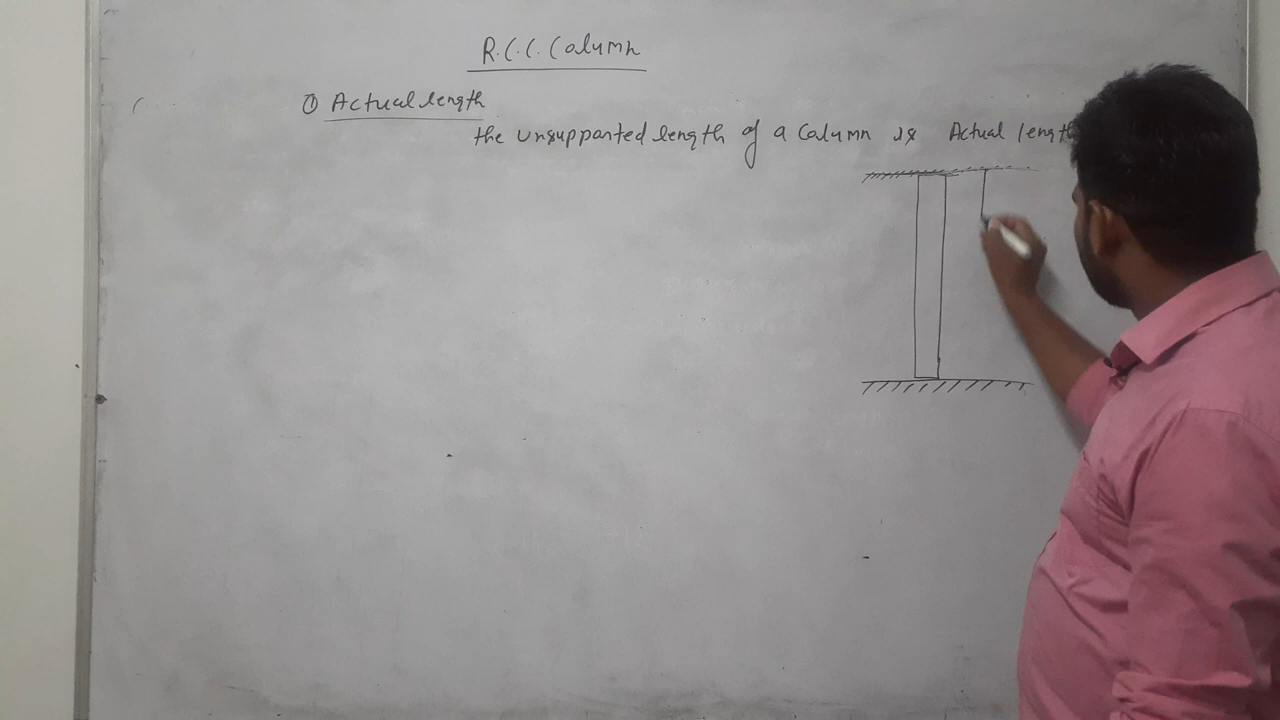 R.C.C. Column
① Actual length
the unsupported length of a Column is Actual length